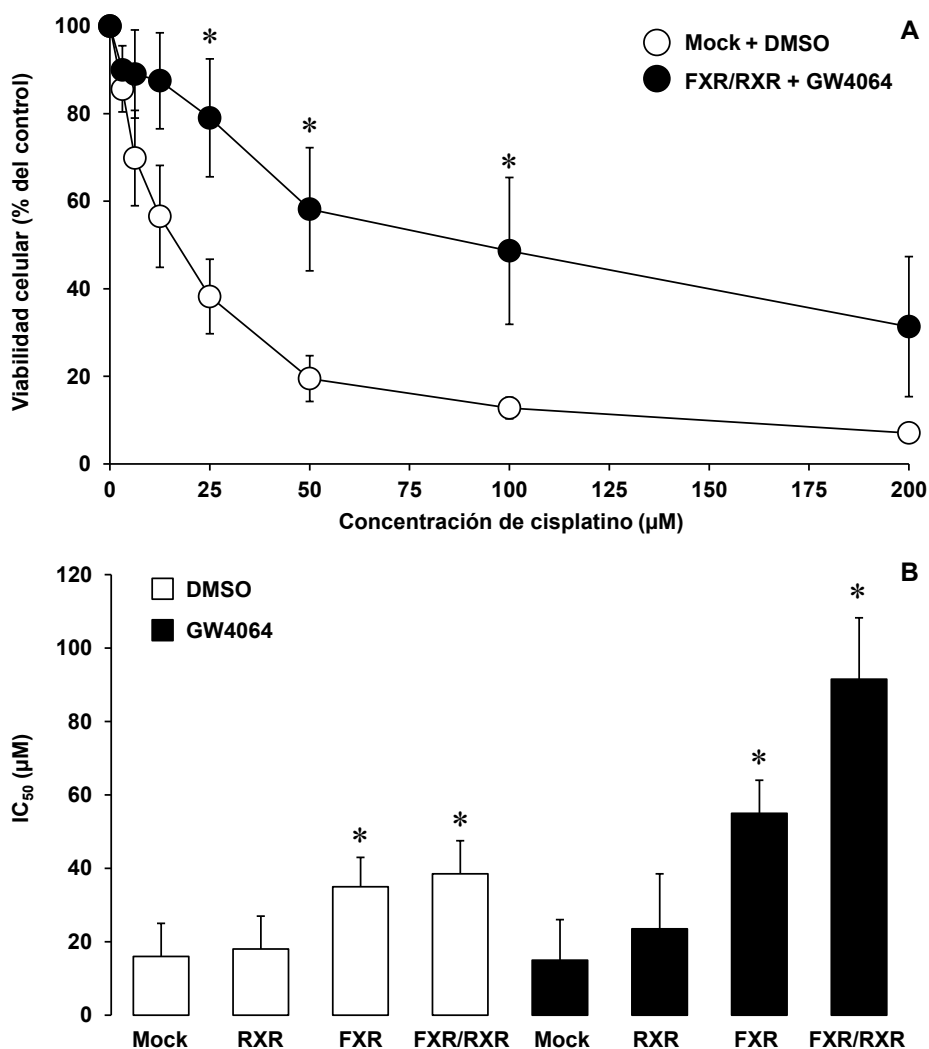 A
Mock + DMSO
FXR/RXR + GW4064
*
*
*
Viabilidad celular (% del control)
100
80
60
40
20
0
0 25 50 75 100 125 150 175 200
Concentración de cisplatino (µM)
B
DMSO
GW4064
*
*
*
*
IC50 (µM)
120
100
80
60
40
20
0
Mock RXR FXR FXR/RXR Mock RXR FXR FXR/RXR